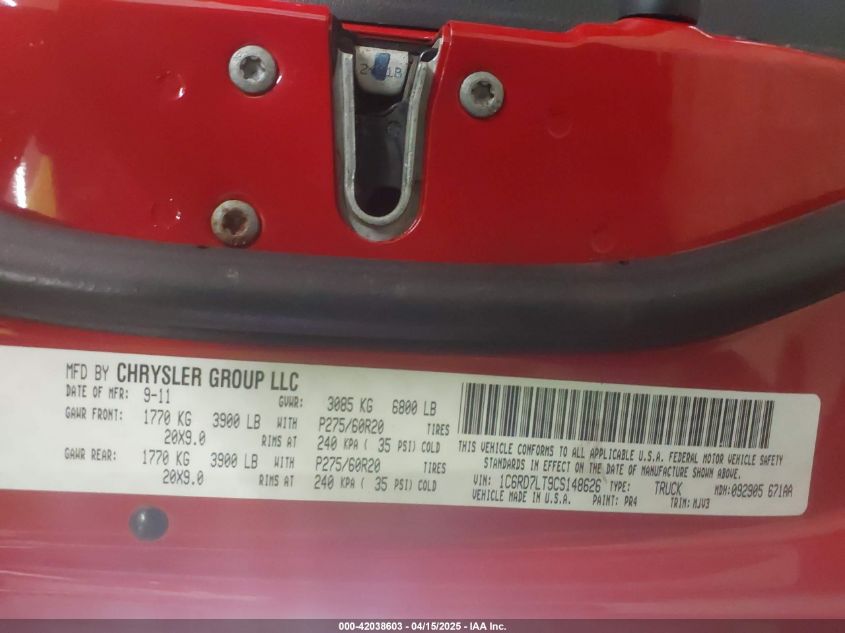 MFD BY CHRYSLER GROUP LLC
DATE OF MFR: 9-11 GVWR: 3085 KG 6800 LB
GAWR FRONT: 1770 KG 3900 LB WITH P275/60R20 TIRES
20X9.0 RIMS AT 240 KPA ( 35 PSI) COLD
GAWR REAR: 1770 KG 3900 LB WITH P275/60R20 TIRES
20X9.0 RIMS AT 240 KPA ( 35 PSI) COLD
THIS VEHICLE CONFORMS TO ALL APPLICABLE U.S.A. FEDERAL MOTOR VEHICLE SAFETY
STANDARDS IN EFFECT ON THE DATE OF MANUFACTURE SHOWN ABOVE.
VIN: 1C6RD7LT9CS148626 TYPE: TRUCK MDH: 092905 671AA
VEHICLE MADE IN U.S.A. PAINT: PR4 TRIM: MJV3
000-42038603 - 04/15/2025 - IAA Inc.